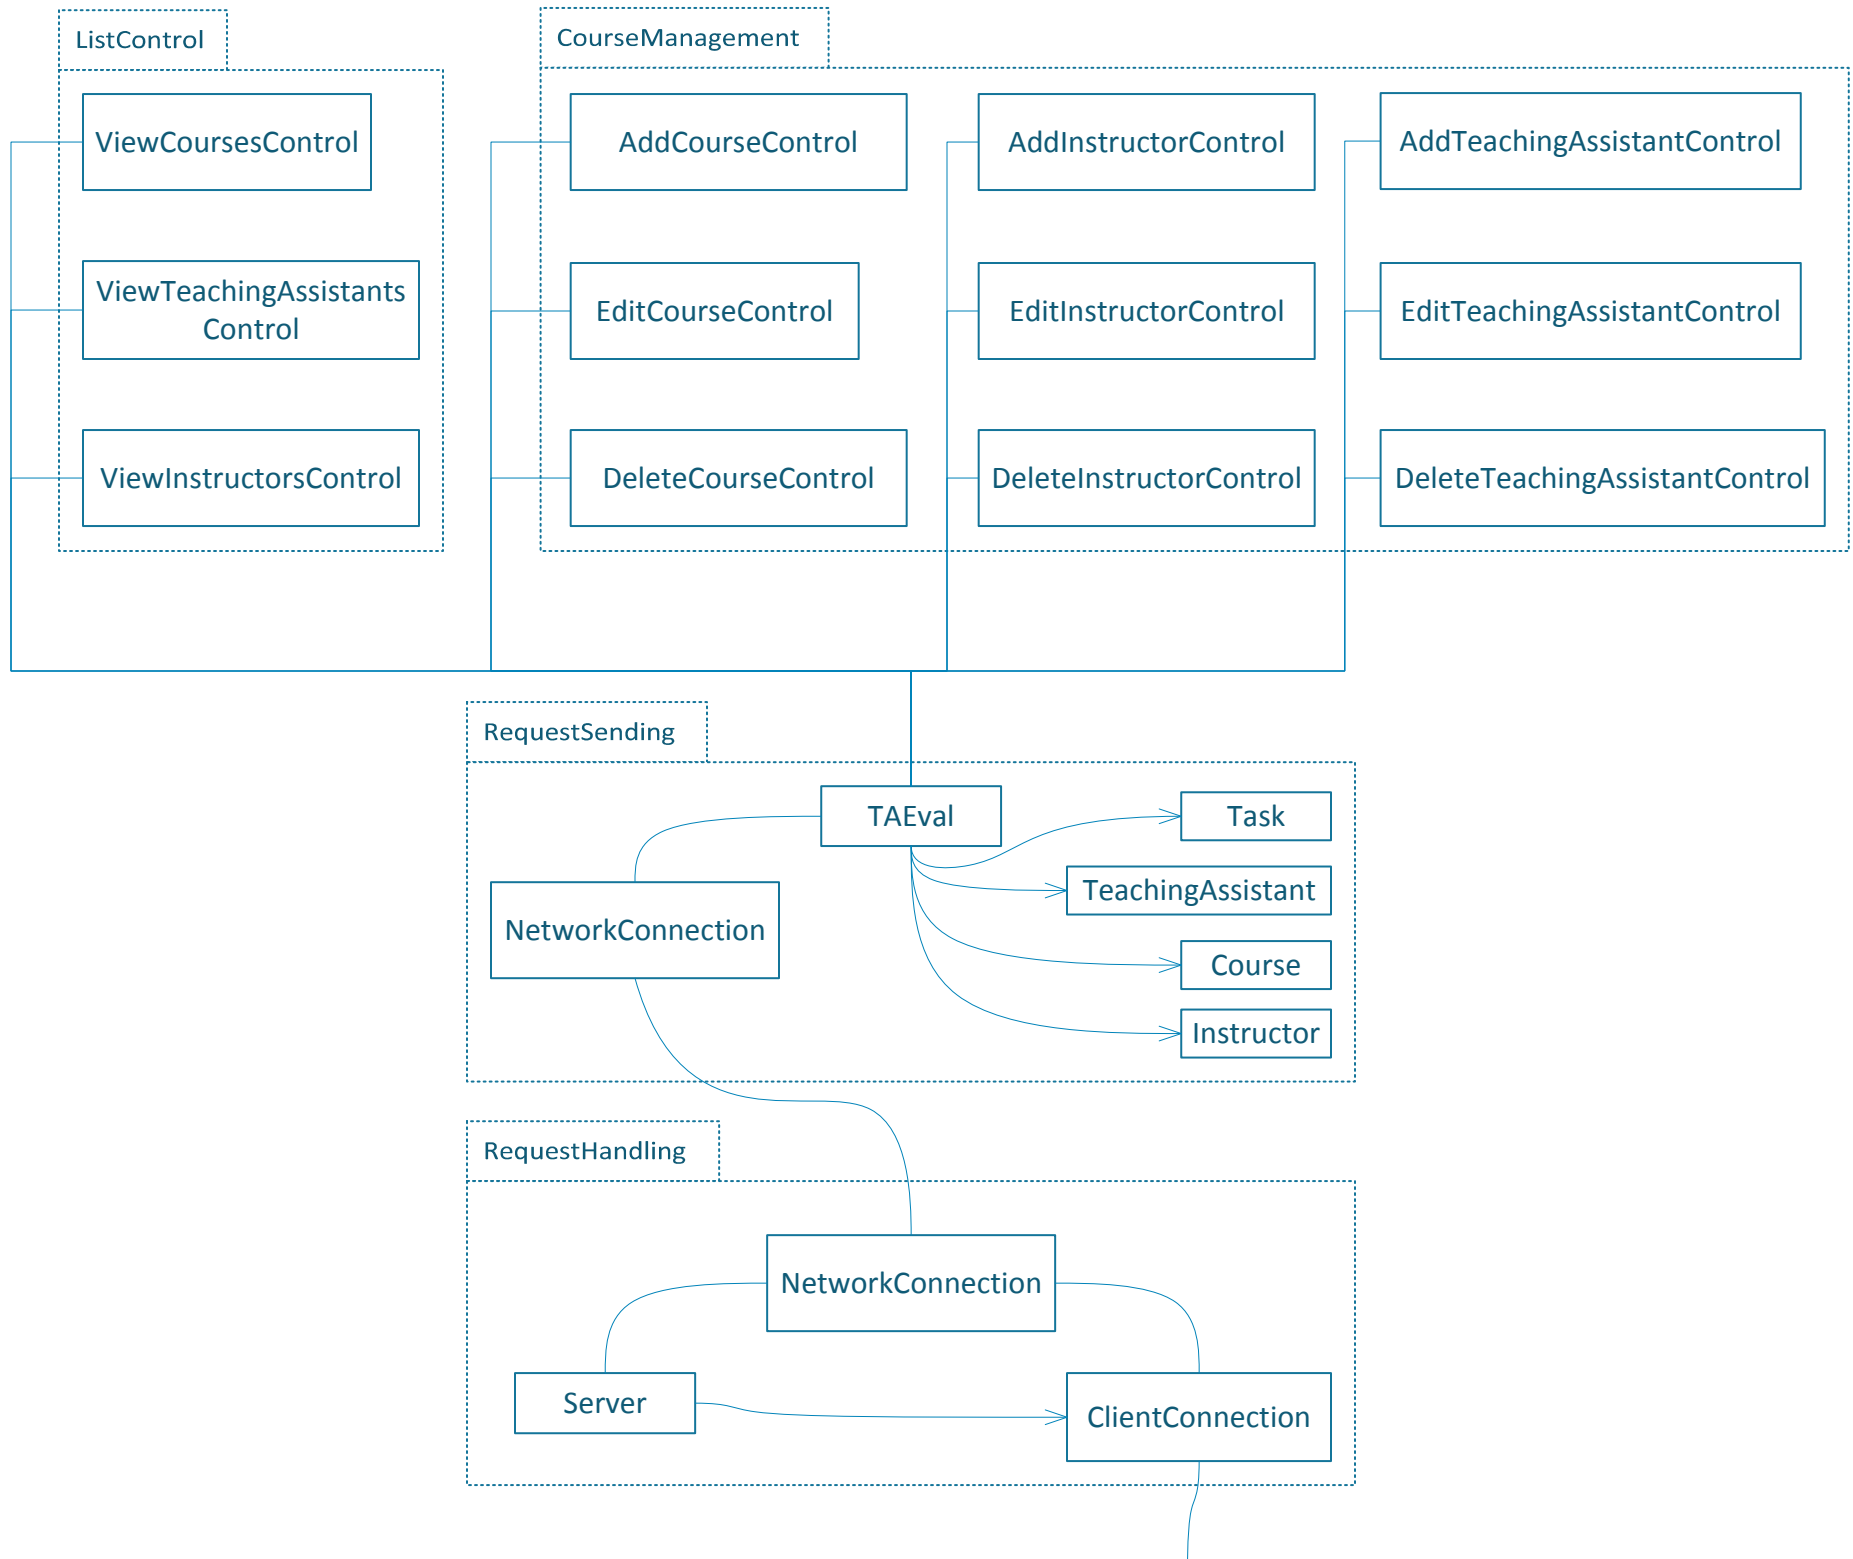 ListControl
ViewCoursesControl
ViewTeachingAssistants
Control
ViewInstructorsControl
CourseManagement
AddCourseControl
AddInstructorControl
AddTeachingAssistantControl
EditCourseControl
EditInstructorControl
EditTeachingAssistantControl
DeleteCourseControl
DeleteInstructorControl
DeleteTeachingAssistantControl
RequestSending
TAEval
Task
TeachingAssistant
NetworkConnection
Course
Instructor
RequestHandling
NetworkConnection
Server
ClientConnection